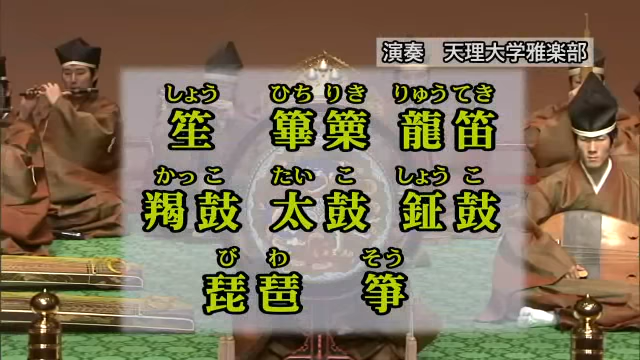 演奏　天理大学雅楽部
しょう　ひちりき　りゅうてき
笙　篳篥　龍笛
かっこ　たいこ　しょうこ
羯鼓　太鼓　鉦鼓
びわ　そう
琵琶　箏